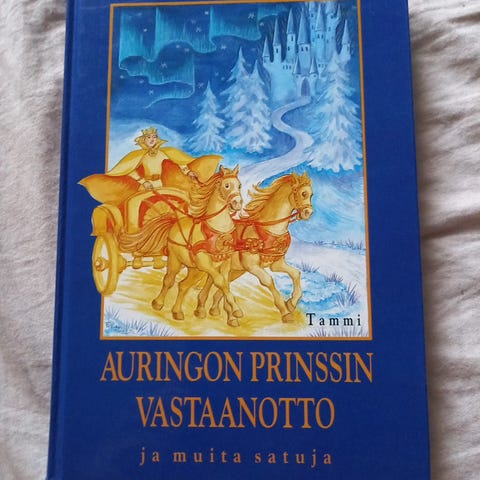 Tammi
AURINGON PRINSSIN
VASTAANOTTO
ja muita satuja